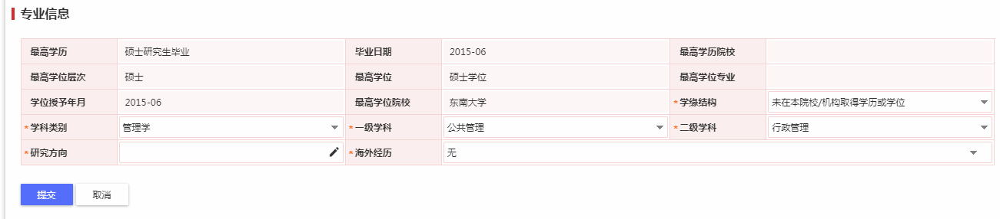 专业信息
最高学历 硕士研究生毕业 毕业日期 2015-06 最高学历院校
最高学位层次 硕士 最高学位 硕士学位 最高学位专业
学位授予年月 2015-06 最高学位院校 东南大学 *学缘结构 未在本院校/机构取得学历或学位
*学科类别 管理学 *一级学科 公共管理 *二级学科 行政管理
*研究方向 *海外经历 无
提交 取消